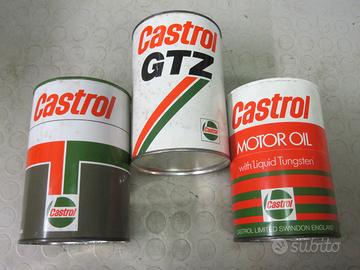 Castrol
Castrol
Castrol
GTZ
Castrol
Castrol
MOTOR OIL
with Liquid Tungsten
Castrol
CASTROL LIMITED SWINDON ENGLAND
subito